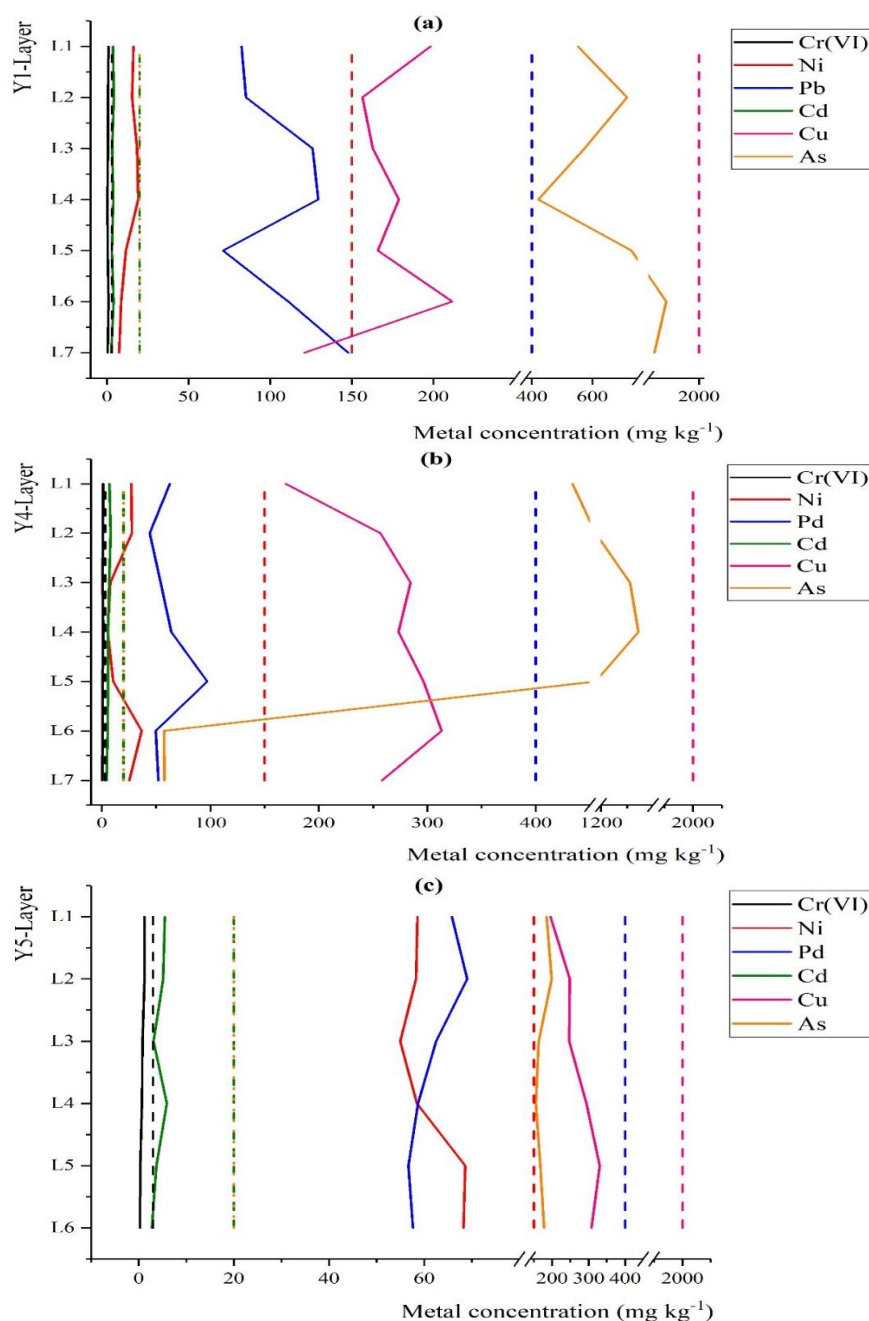 (a)
Y1-Layer
L1
L2
L3
L4
L5
L6
L7
0
50
100
150
200
400
600
2000
Metal concentration (mg kg⁻¹)
Cr(VI)
Ni
Pb
Cd
Cu
As
(b)
Y4-Layer
L1
L2
L3
L4
L5
L6
L7
0
100
200
300
400
1200
2000
Metal concentration (mg kg⁻¹)
Cr(VI)
Ni
Pd
Cd
Cu
As
(c)
Y5-Layer
L1
L2
L3
L4
L5
L6
0
20
40
60
200
300
400
2000
Metal concentration (mg kg⁻¹)
Cr(VI)
Ni
Pd
Cd
Cu
As